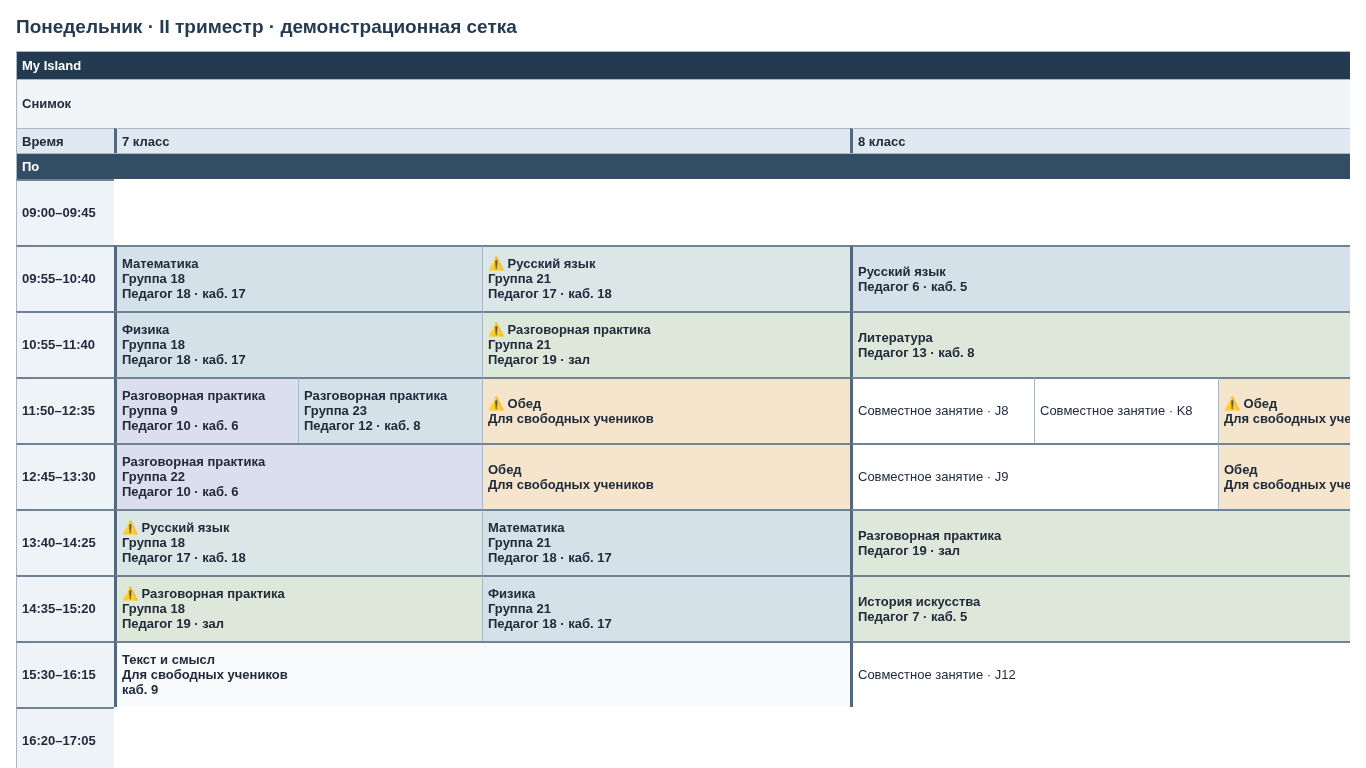 Понедельник · II триместр · демонстрационная сетка
My Island
Снимок
Время
7 класс
8 класс
По
09:00–09:45
09:55–10:40
Математика
Группа 18
Педагог 18 · каб. 17
⚠️ Русский язык
Группа 21
Педагог 17 · каб. 18
Русский язык
Педагог 6 · каб. 5
10:55–11:40
Физика
Группа 18
Педагог 18 · каб. 17
⚠️ Разговорная практика
Группа 21
Педагог 19 · зал
Литература
Педагог 13 · каб. 8
11:50–12:35
Разговорная практика
Группа 9
Педагог 10 · каб. 6
Разговорная практика
Группа 23
Педагог 12 · каб. 8
⚠️ Обед
Для свободных учеников
Совместное занятие · J8
Совместное занятие · K8
⚠️ Обед
Для свободных
12:45–13:30
Разговорная практика
Группа 22
Педагог 10 · каб. 6
Обед
Для свободных учеников
Совместное занятие · J9
Обед
Для свободных
13:40–14:25
⚠️ Русский язык
Группа 18
Педагог 17 · каб. 18
Математика
Группа 21
Педагог 18 · каб. 17
Разговорная практика
Педагог 19 · зал
14:35–15:20
⚠️ Разговорная практика
Группа 18
Педагог 19 · зал
Физика
Группа 21
Педагог 18 · каб. 17
История искусства
Педагог 7 · каб. 5
15:30–16:15
Текст и смысл
Для свободных учеников
каб. 9
Совместное занятие · J12
16:20–17:05